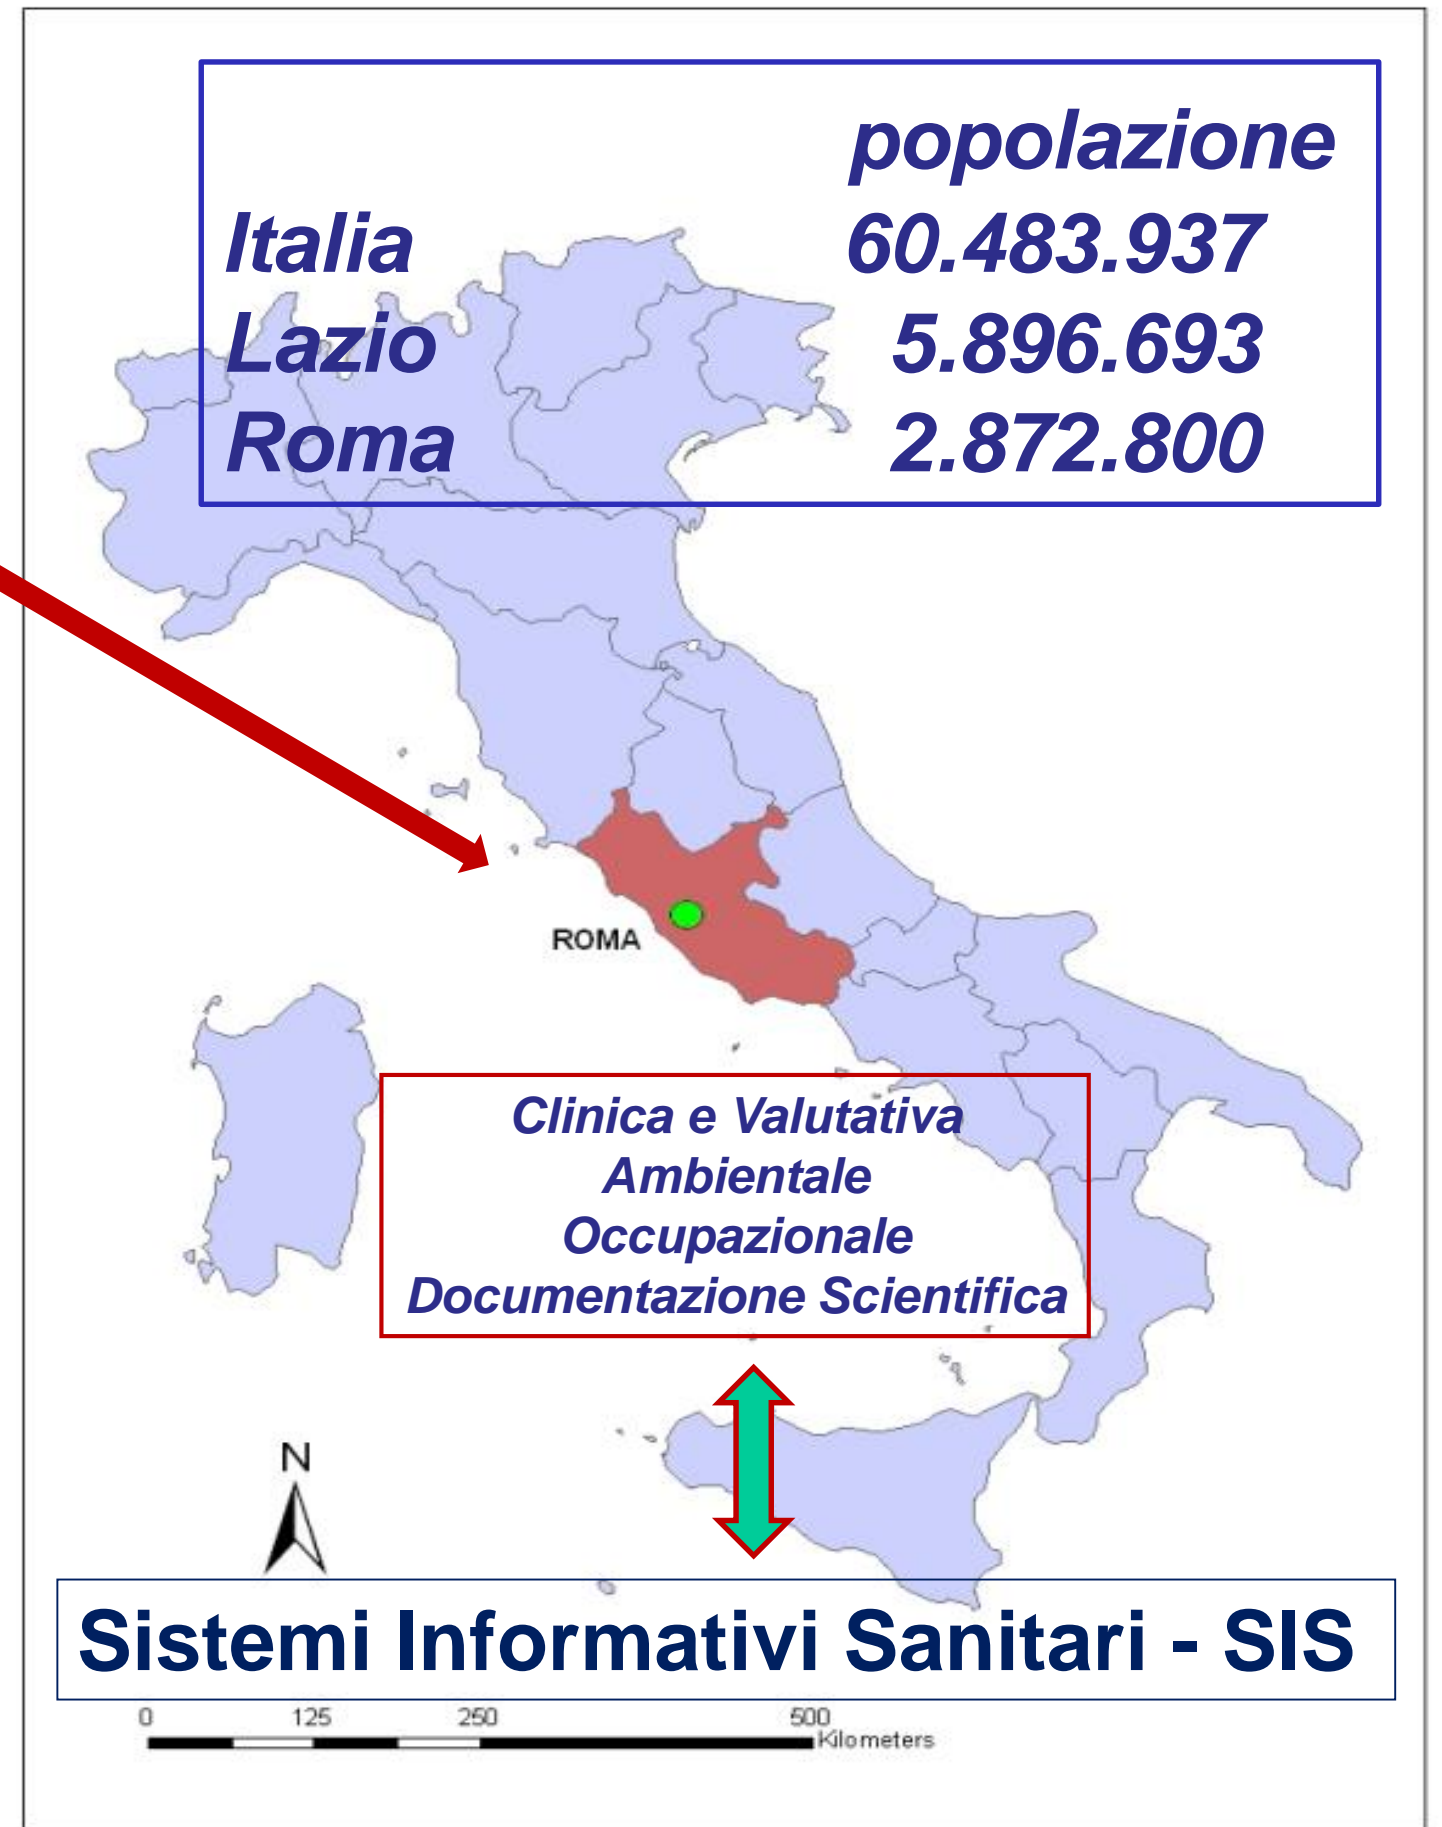 popolazione
Italia 60.483.937
Lazio 5.896.693
Roma 2.872.800
ROMA
Clinica e Valutativa
Ambientale
Occupazionale
Documentazione Scientifica
N
Sistemi Informativi Sanitari - SIS
0 125 250 500
Kilometers